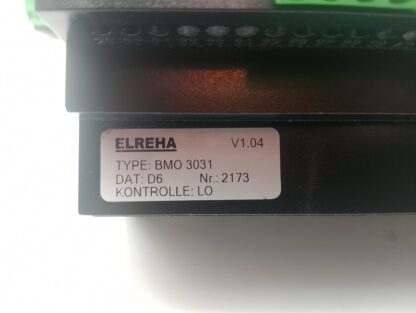 ELREHA V1.04
TYPE: BMO 3031
DAT: D6 Nr.: 2173
KONTROLLE: LO